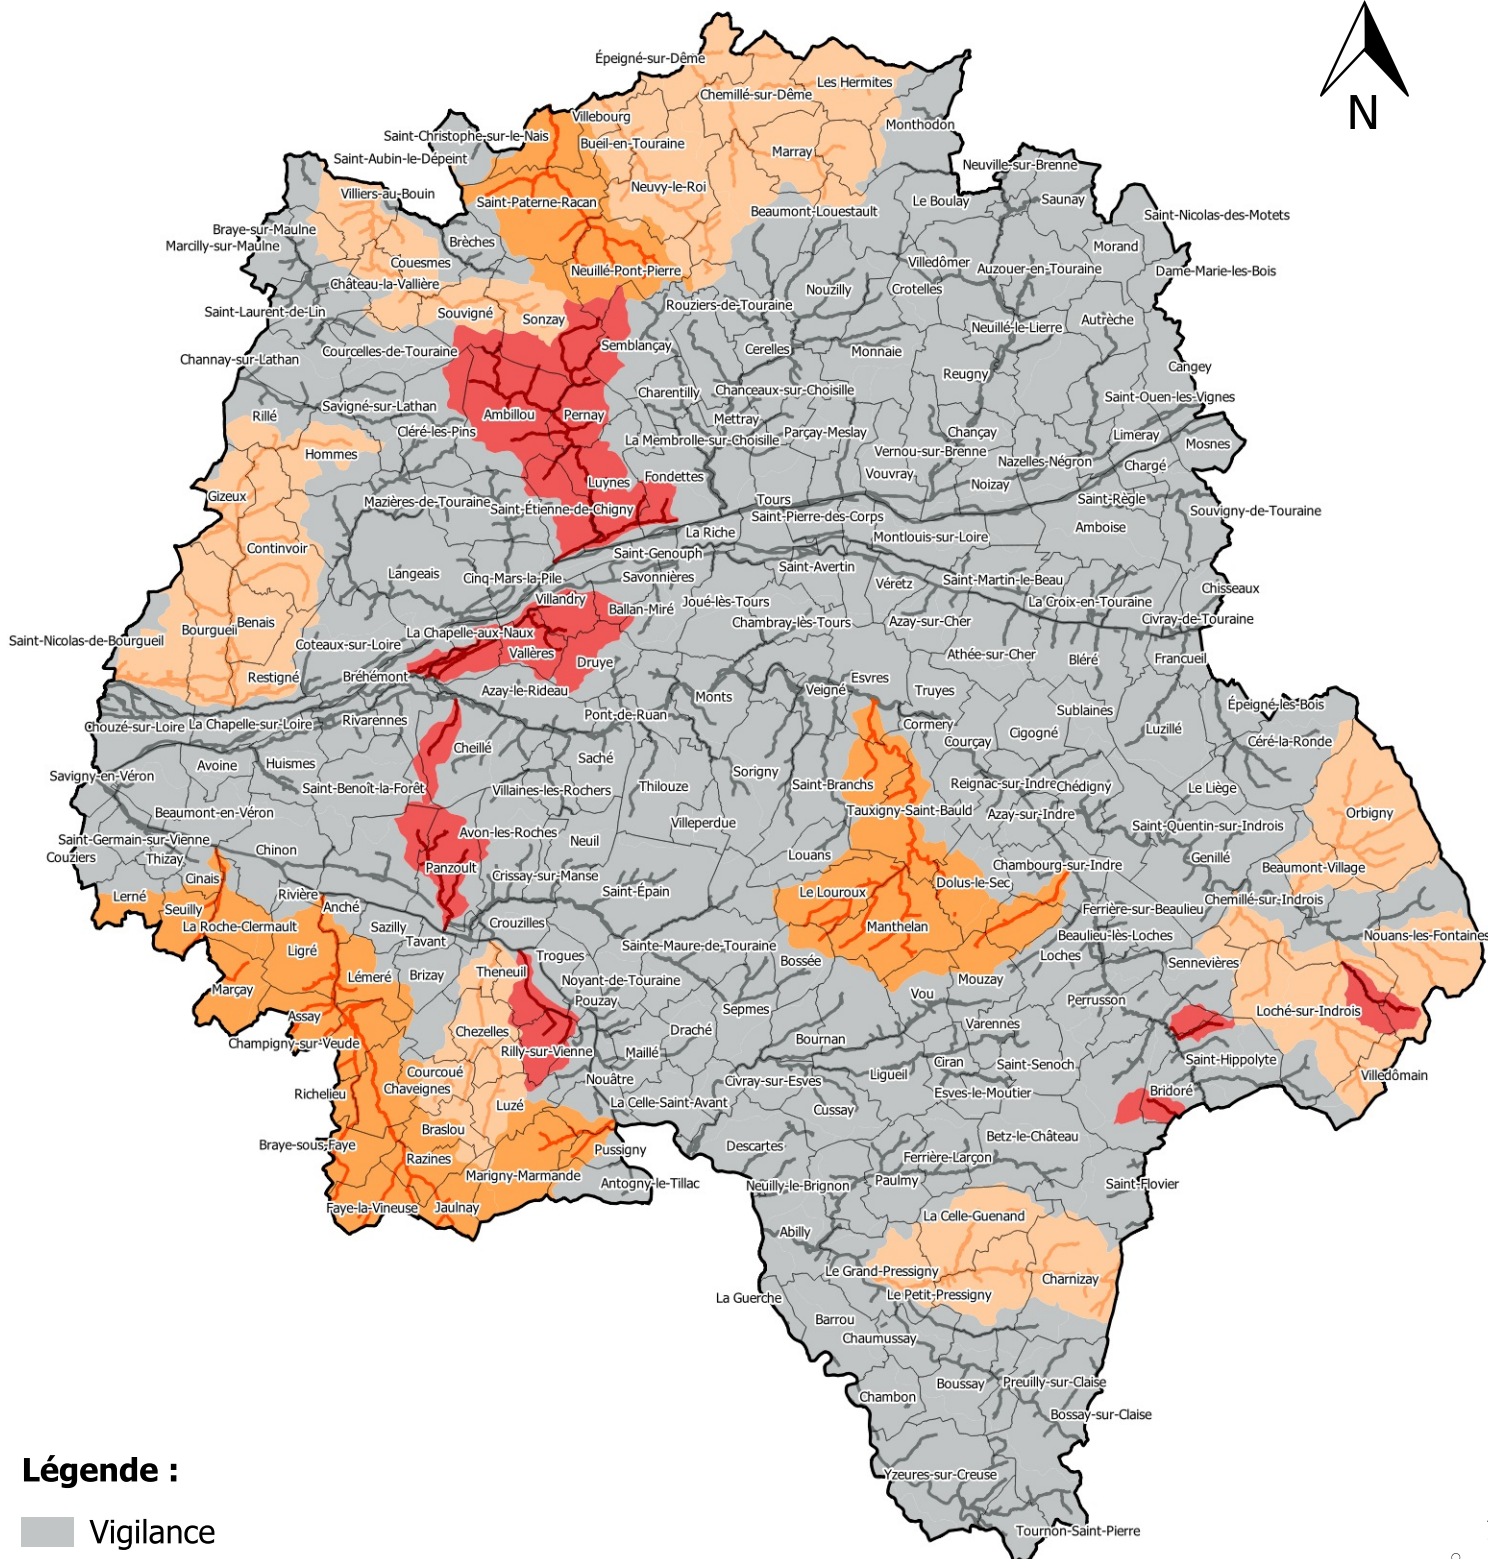 N
Épeigné-sur-Dême
Les Hermites
Chemillé-sur-Dême
Villebourg
Monthodon
Saint-Christophe-sur-le-Nais
Bueil-en-Touraine
Marray
Saint-Aubin-le-Dépeint
Neuville-sur-Brenne
Neuvy-le-Roi
Villiers-au-Bouin
Saint-Paterne-Racan
Le Boulay
Saunay
Beaumont-Louestault
Saint-Nicolas-des-Motets
Braye-sur-Maulne
Brèches
Marcilly-sur-Maulne
Morand
Couesmes
Villedômer
Auzouer-en-Touraine
Dame-Marie-les-Bois
Neuillé-Pont-Pierre
Château-la-Vallière
Nouzilly
Crotelles
Rouziers-de-Touraine
Saint-Laurent-de-Lin
Souvigné
Sonzay
Autrèche
Neuillé-le-Lierre
Semblançay
Cerelles
Monnaie
Courcelles-de-Touraine
Channay-sur-Lathan
Cangey
Reugny
Charentilly
Chanceaux-sur-Choisille
Saint-Ouen-les-Vignes
Savigné-sur-Lathan
Rillé
Ambillou
Pernay
Mettray
Cléré-les-Pins
Parçay-Meslay
Chançay
Limeray
La Membrolle-sur-Choisille
Mosnes
Vernou-sur-Brenne
Hommes
Nazelles-Négron
Chargé
Vouvray
Fondettes
Luynes
Noizay
Gizeux
Mazières-de-Touraine
Tours
Saint-Règle
Saint-Étienne-de-Chigny
Souvigny-de-Touraine
Saint-Pierre-des-Corps
Amboise
La Riche
Montlouis-sur-Loire
Continvoir
Saint-Genouph
Saint-Avertin
Langeais
Cinq-Mars-la-Pile
Savonnières
Véretz
Saint-Martin-le-Beau
Chisseaux
Villandry
Ballan-Miré
Joué-lès-Tours
La Croix-en-Touraine
Civray-de-Touraine
Benais
Chambray-lès-Tours
Azay-sur-Cher
Bourgueil
La Chapelle-aux-Naux
Saint-Nicolas-de-Bourgueil
Coteaux-sur-Loire
Vallères
Druye
Athée-sur-Cher
Bléré
Francueil
Restigné
Bréhémont
Esvres
Azay-le-Rideau
Monts
Veigné
Truyes
Épeigné-les-Bois
Sublaines
Chouzé-sur-Loire
La Chapelle-sur-Loire
Rivarennes
Pont-de-Ruan
Cormery
Luzillé
Cigogné
Courçay
Céré-la-Ronde
Cheillé
Saché
Avoine
Huismes
Savigny-en-Véron
Sorigny
Saint-Benoît-la-Forêt
Villaines-les-Rochers
Thilouze
Saint-Branchs
Reignac-sur-Indre
Chédigny
Le Liège
Beaumont-en-Véron
Tauxigny-Saint-Bauld
Azay-sur-Indre
Orbigny
Villeperdue
Saint-Quentin-sur-Indrois
Avon-les-Roches
Saint-Germain-sur-Vienne
Neuil
Chinon
Couziers
Thizay
Louans
Genillé
Panzoult
Chambourg-sur-Indre
Beaumont-Village
Crissay-sur-Manse
Cinais
Dolus-le-Sec
Lerné
Rivière
Saint-Épain
Le Louroux
Chemillé-sur-Indrois
Seuilly
Anché
Ferrière-sur-Beaulieu
La Roche-Clermault
Sazilly
Crouzilles
Manthelan
Beaulieu-lès-Loches
Nouans-les-Fontaines
Tavant
Sainte-Maure-de-Touraine
Ligré
Trogues
Loches
Bossée
Sennevières
Lémeré
Brizay
Theneuil
Noyant-de-Touraine
Mouzay
Marçay
Vou
Pouzay
Perrusson
Sepmes
Loché-sur-Indrois
Assay
Chezelles
Draché
Varennes
Champigny-sur-Veude
Bournan
Rilly-sur-Vienne
Maillé
Saint-Hippolyte
Ciran
Saint-Senoch
Courcoué
Ligueil
Villedômain
Nouâtre
Civray-sur-Esves
Chaveignes
Richelieu
Esves-le-Moutier
Bridoré
Luzé
La Celle-Saint-Avant
Cussay
Braslou
Betz-le-Château
Braye-sous-Faye
Pussigny
Descartes
Razines
Ferrière-Larçon
Marigny-Marmande
Paulmy
Antogny-le-Tillac
Neuilly-le-Brignon
Saint-Flovier
Faye-la-Vineuse
Jaulnay
La Celle-Guenand
Abilly
Le Grand-Pressigny
Charnizay
Le Petit-Pressigny
La Guerche
Barrou
Chaumussay
Boussay
Preuilly-sur-Claise
Chambon
Bossay-sur-Claise
Légende :
Yzeures-sur-Creuse
Vigilance
Tournon-Saint-Pierre